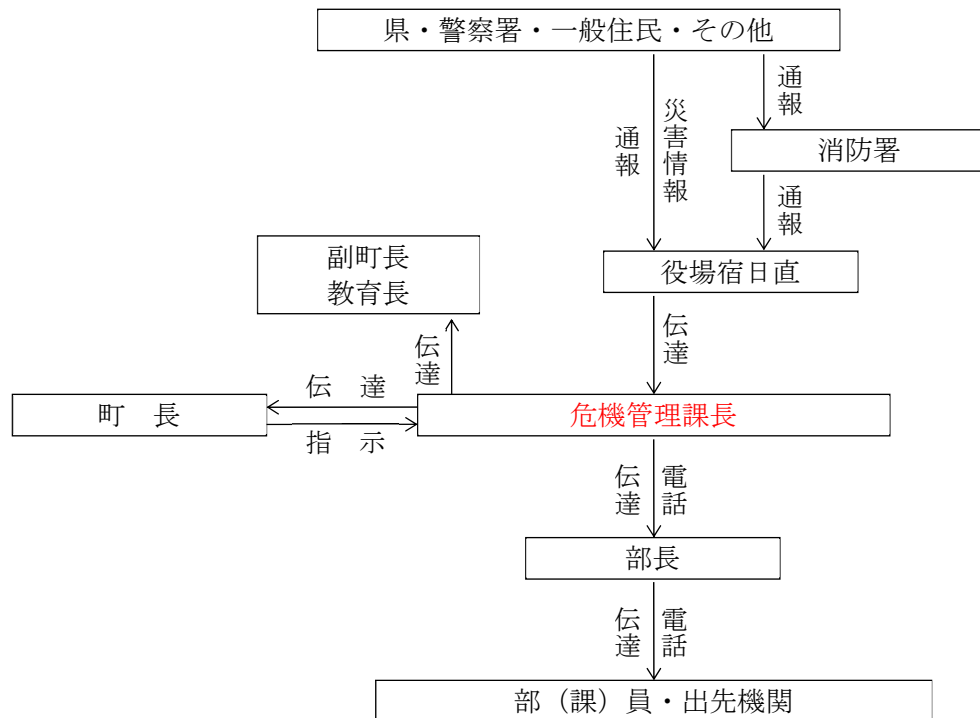 県・警察署・一般住民・その他
通報
災害情報
通報
消防署
通報
役場宿日直
副町長
教育長
伝達
伝達
伝　達
町　長
危機管理課長
指　示
伝達
電話
部長
伝達
電話
部（課）員・出先機関